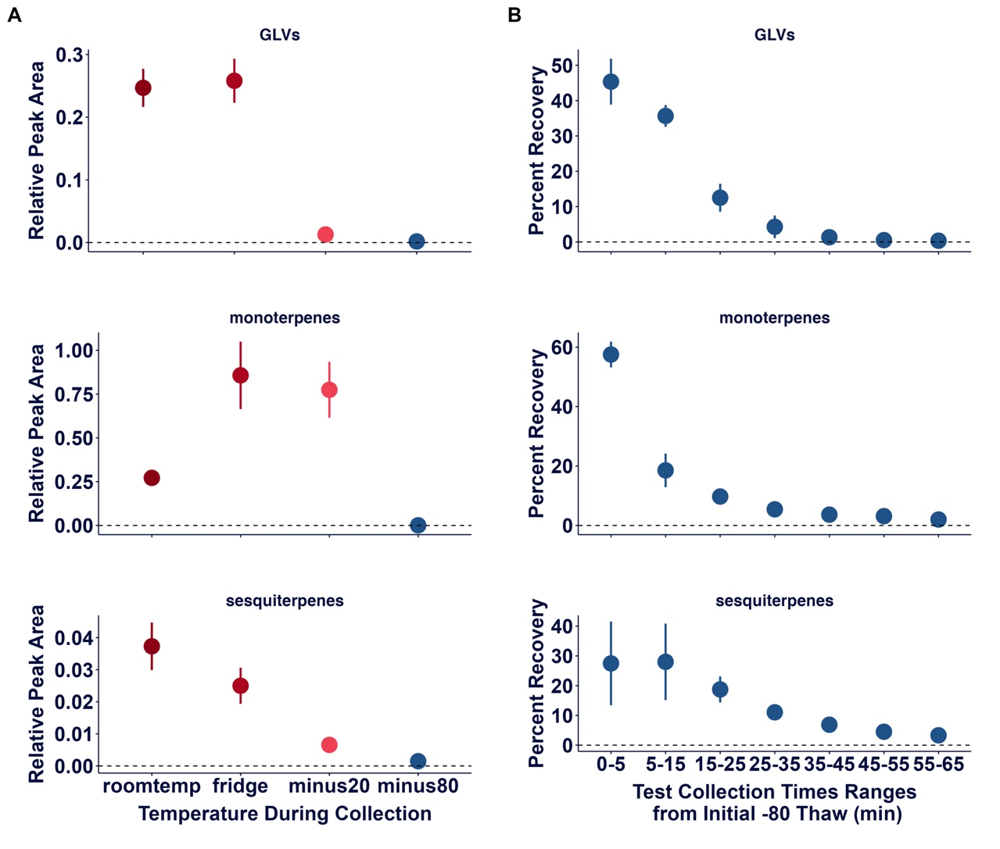 A
GLVs
Relative Peak Area
0.3
0.2
0.1
0.0
monoterpenes
Relative Peak Area
1.00
0.75
0.50
0.25
0.00
sesquiterpenes
Relative Peak Area
0.04
0.03
0.02
0.01
0.00
roomtemp fridge minus20 minus80
Temperature During Collection
B
GLVs
Percent Recovery
50
40
30
20
10
0
monoterpenes
Percent Recovery
60
40
20
0
sesquiterpenes
Percent Recovery
40
30
20
10
0
0-5 5-15 15-25 25-35 35-45 45-55 55-65
Test Collection Times Ranges
from Initial -80 Thaw (min)